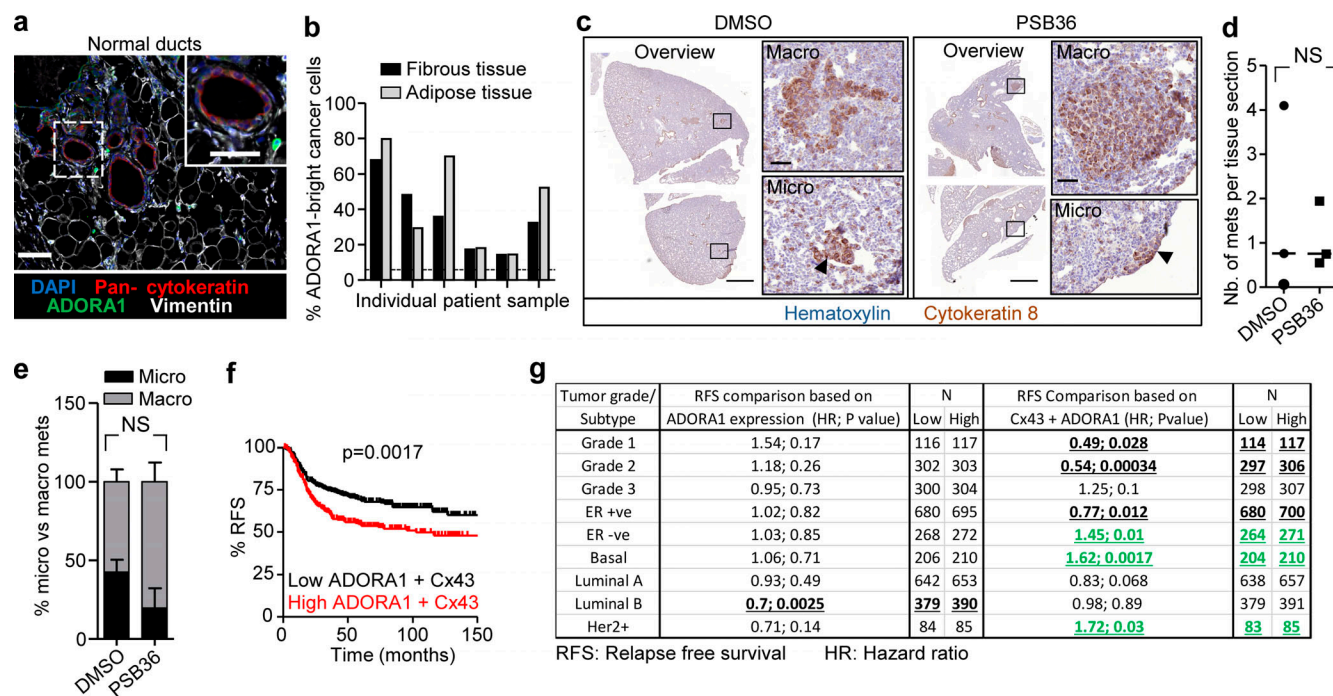 a
Normal ducts
DAPI Pan- cytokeratin
ADORA1 Vimentin
b
Fibrous tissue
Adipose tissue
% ADORA1-bright cancer cells
100
80
60
40
20
0
Individual patient sample
c
DMSO
PSB36
Overview
Macro
Micro
Overview
Macro
Micro
Hematoxylin Cytokeratin 8
d
NS
Nb. of mets per tissue section
5
4
3
2
1
0
DMSO
PSB36
e
Micro
Macro
% micro vs macro mets
150
100
50
0
NS
DMSO
PSB36
f
% RFS
100
75
50
25
0
p=0.0017
Low ADORA1 + Cx43
High ADORA1 + Cx43
0 50 100 150
Time (months)
g
Tumor grade/ RFS comparison based on N RFS Comparison based on N
Subtype ADORA1 expression (HR; P value) Low High Cx43 + ADORA1 (HR; Pvalue) Low High
Grade 1 1.54; 0.17 116 117 0.49; 0.028 114 117
Grade 2 1.18; 0.26 302 303 0.54; 0.00034 297 306
Grade 3 0.95; 0.73 300 304 1.25; 0.1 298 307
ER +ve 1.02; 0.82 680 695 0.77; 0.012 680 700
ER -ve 1.03; 0.85 268 272 1.45; 0.01 264 271
Basal 1.06; 0.71 206 210 1.62; 0.0017 204 210
Luminal A 0.93; 0.49 642 653 0.83; 0.068 638 657
Luminal B 0.7; 0.0025 379 390 0.98; 0.89 379 391
Her2+ 0.71; 0.14 84 85 1.72; 0.03 83 85
RFS: Relapse free survival HR: Hazard ratio